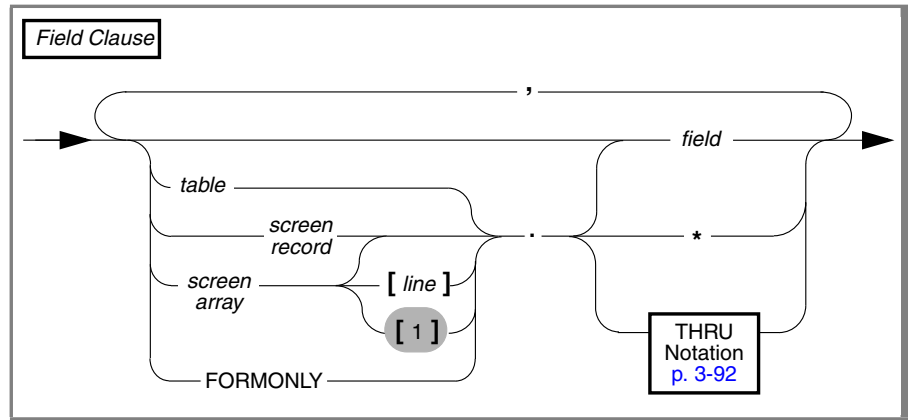 Field Clause
,
field
table
screen
record
.
*
screen
array
[ line ]
[ 1 ]
THRU
Notation
p. 3-92
FORMONLY